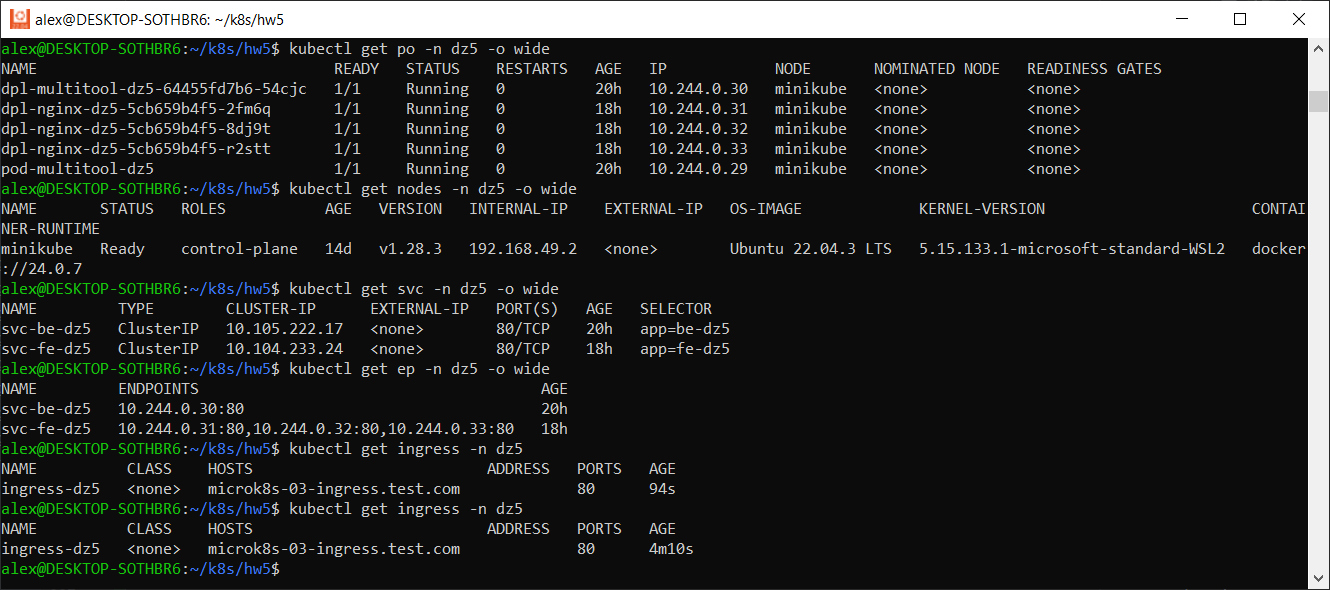 alex@DESKTOP-SOTHBR6: ~/k8s/hw5
alex@DESKTOP-SOTHBR6:~/k8s/hw5$ kubectl get po -n dz5 -o wide
NAME                                 READY   STATUS    RESTARTS   AGE   IP            NODE       NOMINATED NODE   READINESS GATES
dpl-multitool-dz5-64455fd7b6-54cjc   1/1     Running   0          20h   10.244.0.30   minikube   <none>           <none>
dpl-nginx-dz5-5cb659b4f5-2fm6q       1/1     Running   0          18h   10.244.0.31   minikube   <none>           <none>
dpl-nginx-dz5-5cb659b4f5-8dj9t       1/1     Running   0          18h   10.244.0.32   minikube   <none>           <none>
dpl-nginx-dz5-5cb659b4f5-r2stt       1/1     Running   0          18h   10.244.0.33   minikube   <none>           <none>
pod-multitool-dz5                    1/1     Running   0          20h   10.244.0.29   minikube   <none>           <none>
alex@DESKTOP-SOTHBR6:~/k8s/hw5$ kubectl get nodes -n dz5 -o wide
NAME       STATUS   ROLES           AGE   VERSION   INTERNAL-IP    EXTERNAL-IP   OS-IMAGE             KERNEL-VERSION                       CONTAI
NER-RUNTIME
minikube   Ready    control-plane   14d   v1.28.3   192.168.49.2   <none>        Ubuntu 22.04.3 LTS   5.15.133.1-microsoft-standard-WSL2   docker
://24.0.7
alex@DESKTOP-SOTHBR6:~/k8s/hw5$ kubectl get svc -n dz5 -o wide
NAME         TYPE        CLUSTER-IP      EXTERNAL-IP   PORT(S)   AGE   SELECTOR
svc-be-dz5   ClusterIP   10.105.222.17   <none>        80/TCP    20h   app=be-dz5
svc-fe-dz5   ClusterIP   10.104.233.24   <none>        80/TCP    18h   app=fe-dz5
alex@DESKTOP-SOTHBR6:~/k8s/hw5$ kubectl get ep -n dz5 -o wide
NAME         ENDPOINTS                                      AGE
svc-be-dz5   10.244.0.30:80                                 20h
svc-fe-dz5   10.244.0.31:80,10.244.0.32:80,10.244.0.33:80   18h
alex@DESKTOP-SOTHBR6:~/k8s/hw5$ kubectl get ingress -n dz5
NAME          CLASS    HOSTS                          ADDRESS   PORTS   AGE
ingress-dz5   <none>   microk8s-03-ingress.test.com             80      94s
alex@DESKTOP-SOTHBR6:~/k8s/hw5$ kubectl get ingress -n dz5
NAME          CLASS    HOSTS                          ADDRESS   PORTS   AGE
ingress-dz5   <none>   microk8s-03-ingress.test.com             80      4m10s
alex@DESKTOP-SOTHBR6:~/k8s/hw5$